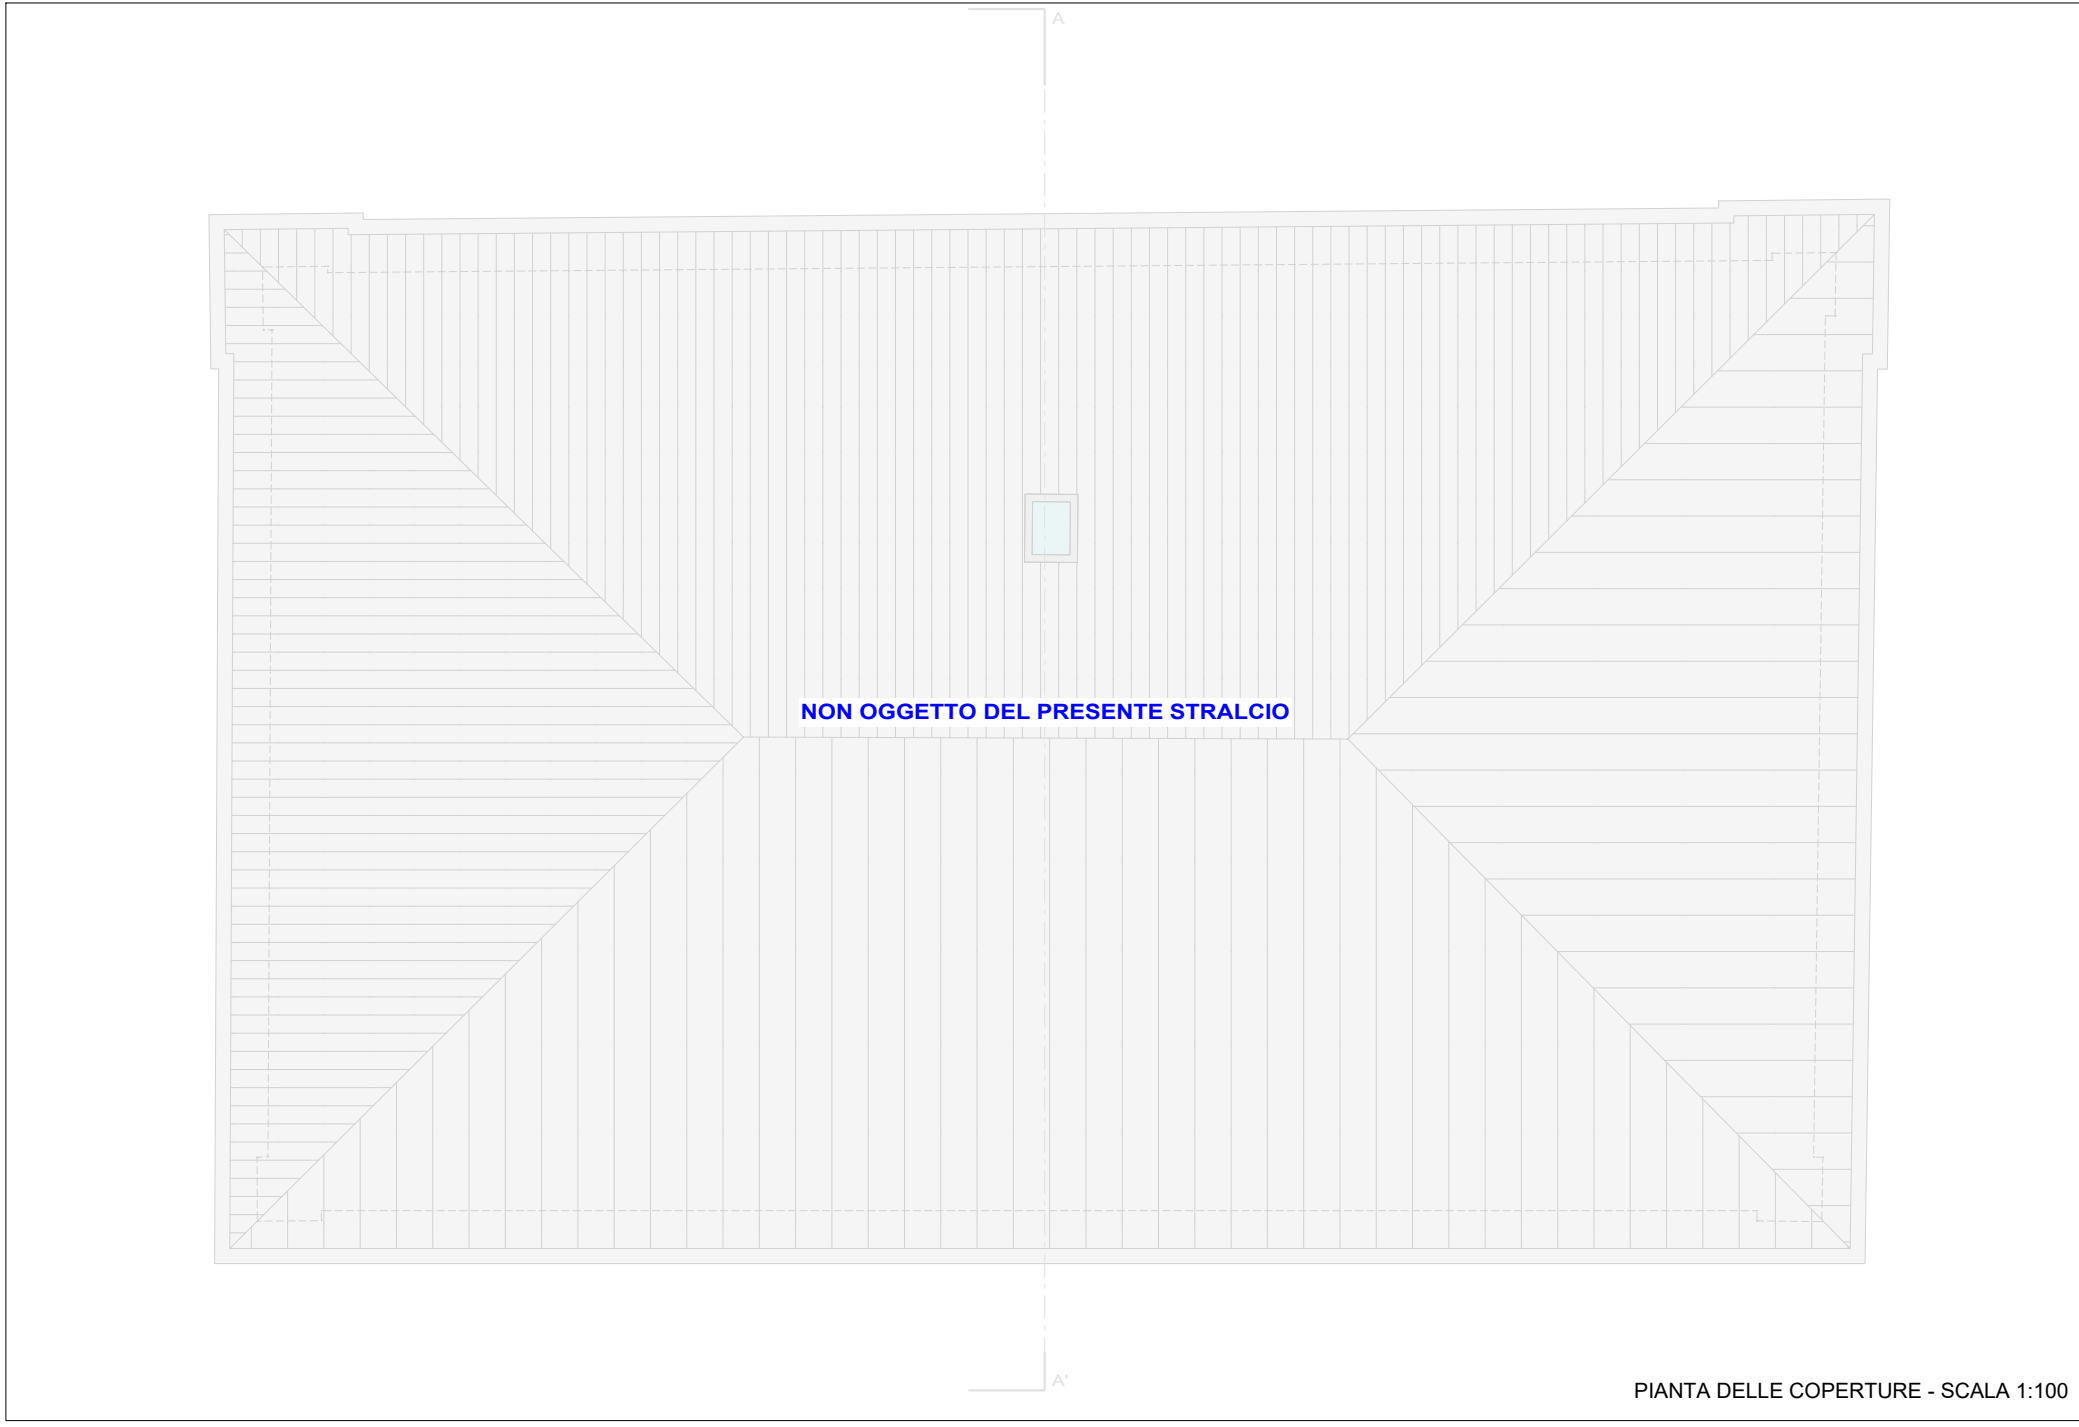 A
NON OGGETTO DEL PRESENTE STRALCIO
A'
PIANTA DELLE COPERTURE - SCALA 1:100